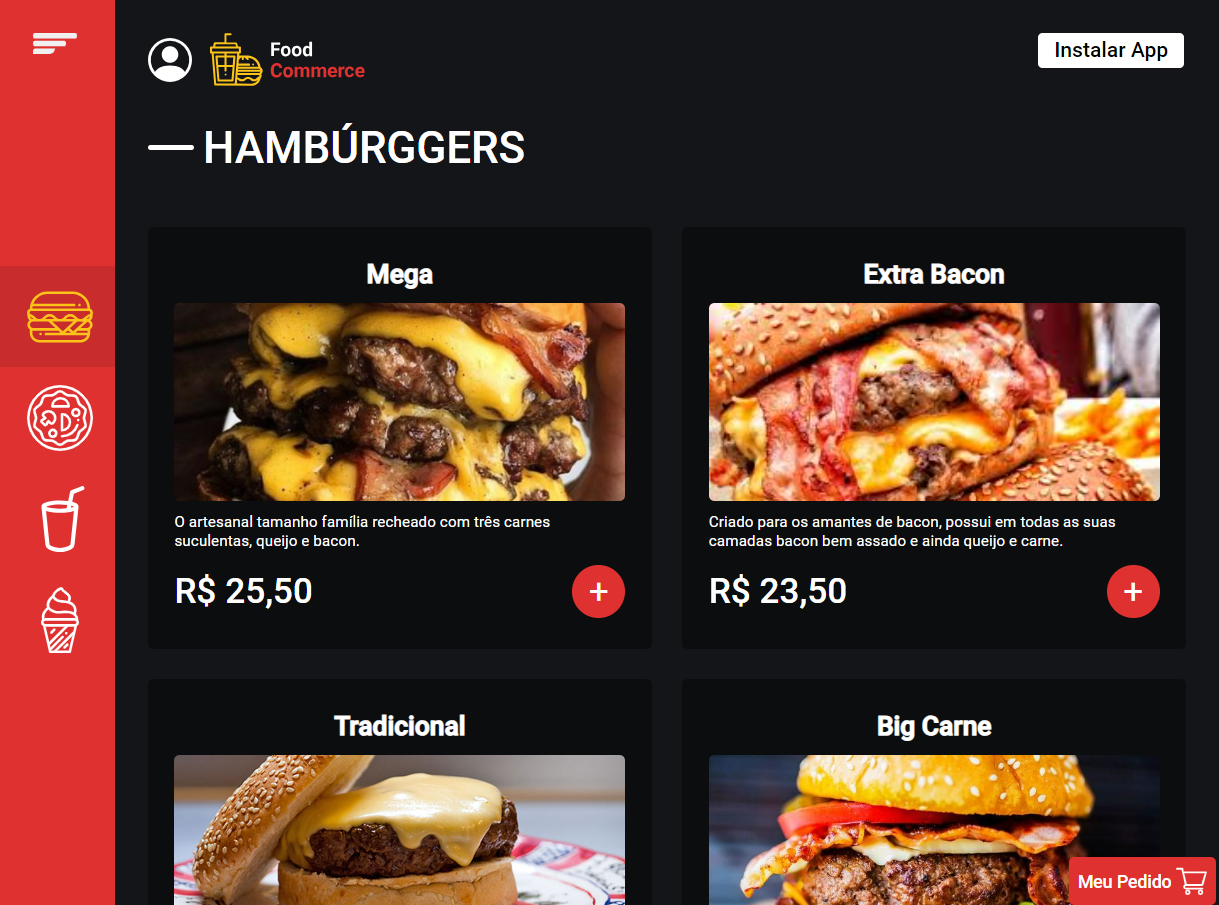 Food
Commerce
Instalar App
HAMBÚRGGERS
Mega
Extra Bacon
O artesanal tamanho família recheado com três carnes
suculentas, queijo e bacon.
Criado para os amantes de bacon, possui em todas as suas
camadas bacon bem assado e ainda queijo e carne.
R$ 25,50
+
R$ 23,50
+
Tradicional
Big Carne
Meu Pedido